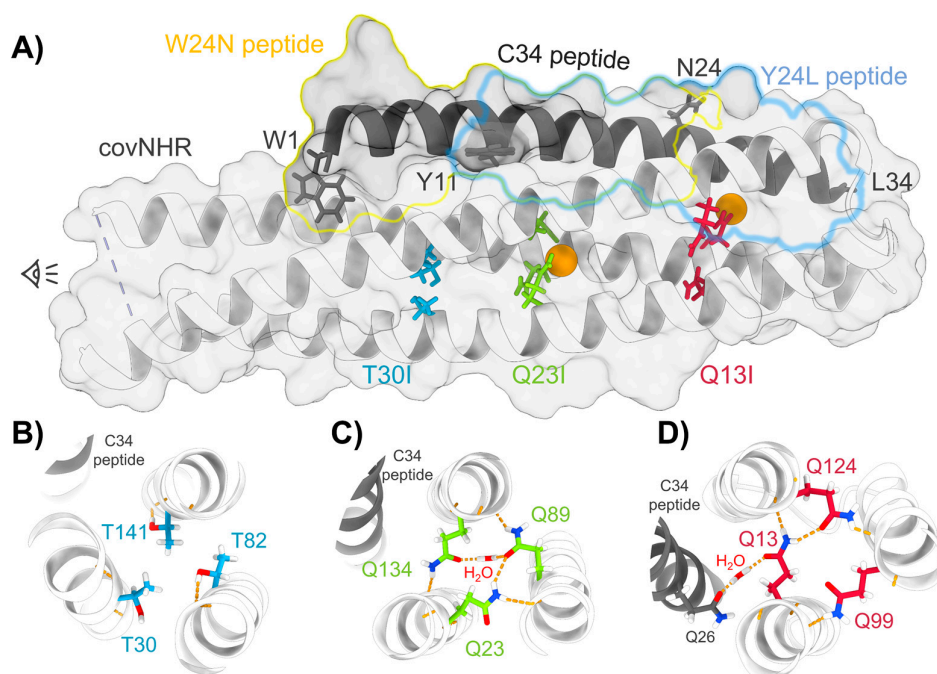 A)
W24N peptide
C34 peptide
N24
Y24L peptide
covNHR
W1
Y11
L34
T30I
Q23I
Q13I
B)
C34
peptide
T141
T82
T30
C)
C34
peptide
Q89
Q134
H₂O
Q23
D)
C34
peptide
Q124
Q13
H₂O
Q26
Q99